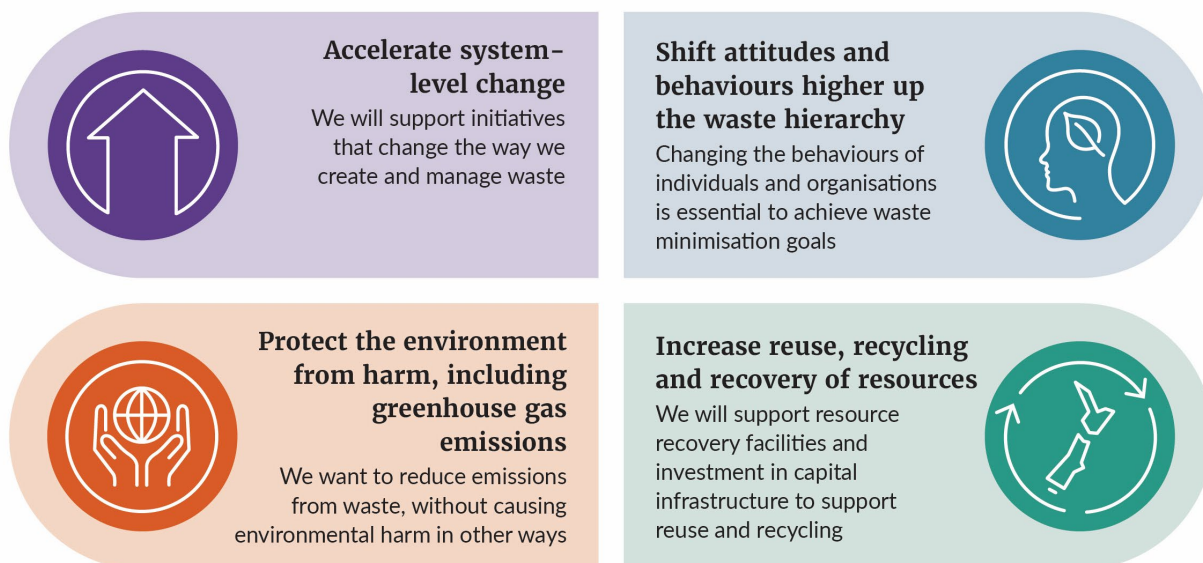 Accelerate system-
level change
We will support initiatives
that change the way we
create and manage waste
Shift attitudes and
behaviours higher up
the waste hierarchy
Changing the behaviours of
individuals and organisations
is essential to achieve waste
minimisation goals
Protect the environment
from harm, including
greenhouse gas
emissions
We want to reduce emissions
from waste, without causing
environmental harm in other ways
Increase reuse, recycling
and recovery of resources
We will support resource
recovery facilities and
investment in capital
infrastructure to support
reuse and recycling